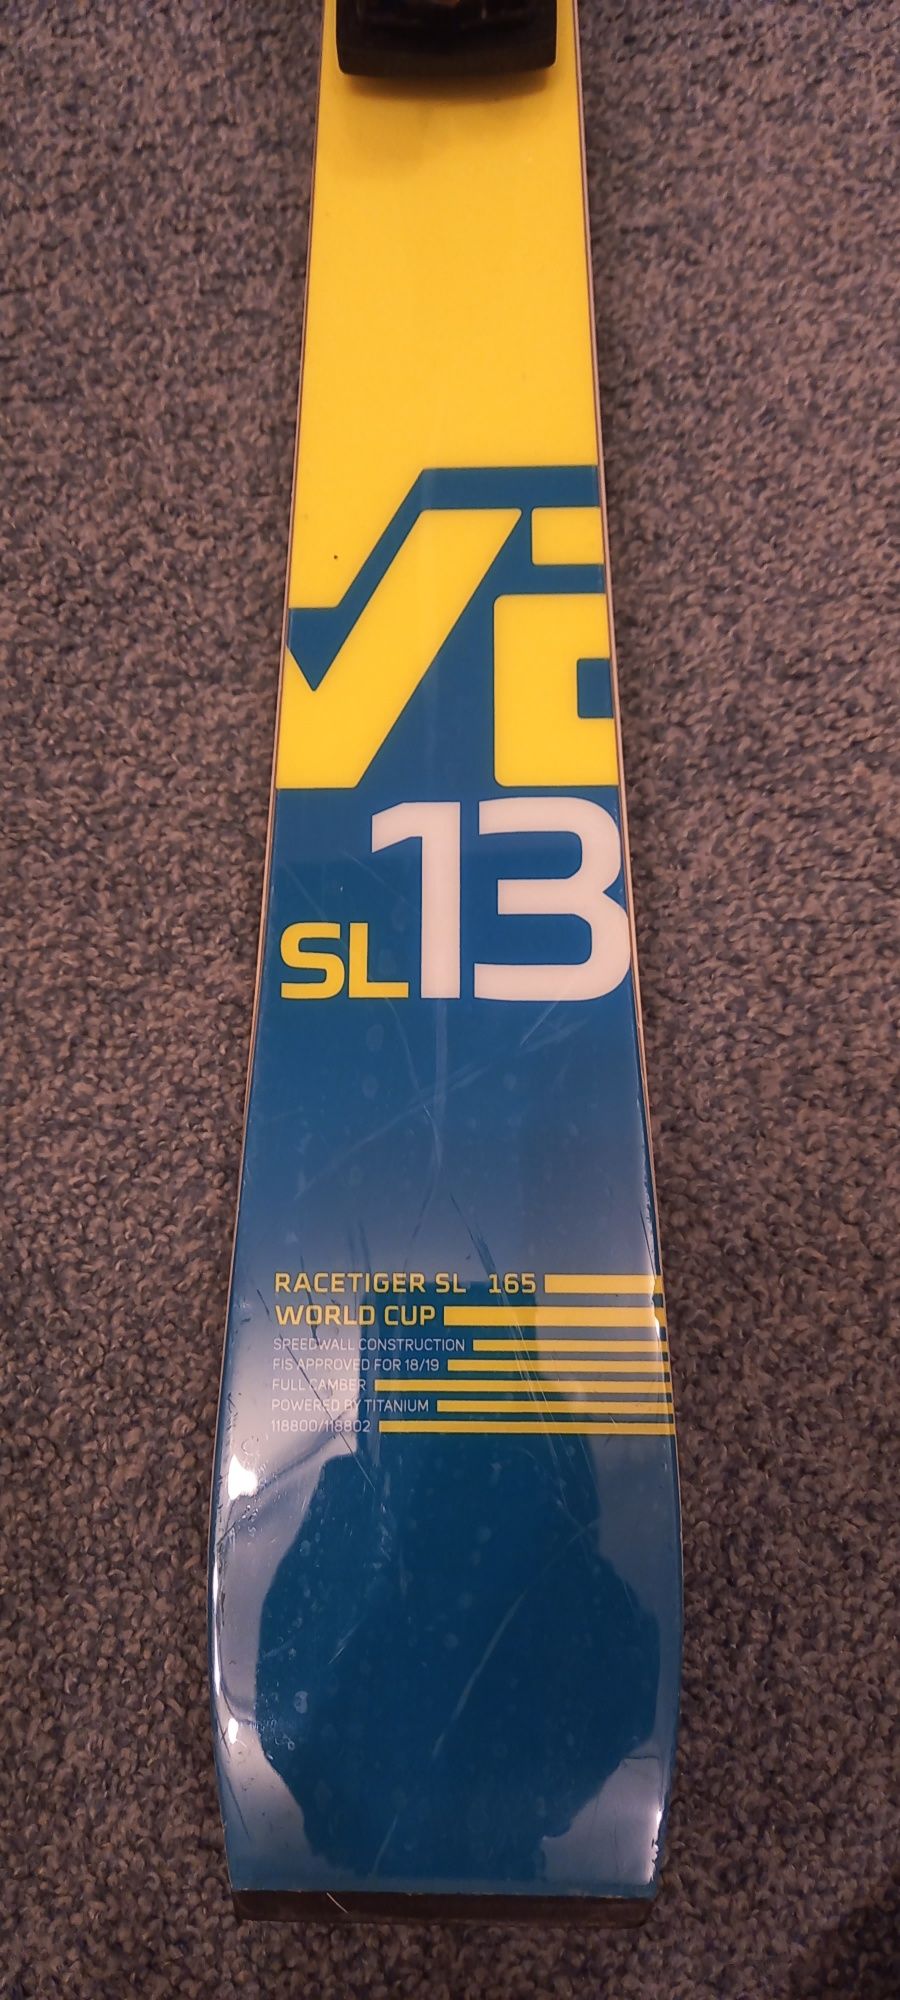 SL13
RACETIGER SL 165
WORLD CUP
SPEEDWALL CONSTRUCTION
FIS APPROVED FOR 18/19
FULL CAMBER
POWERED BY TITANIUM
118800/118802